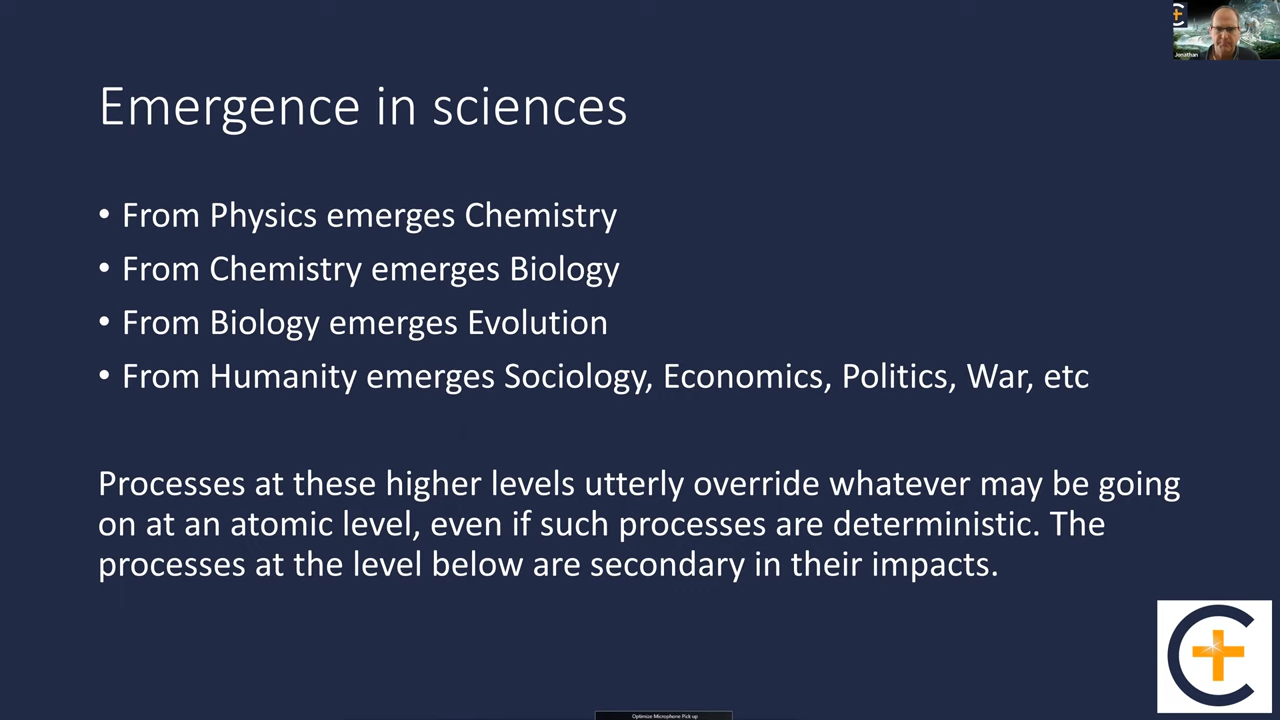 Jonathan
Emergence in sciences
• From Physics emerges Chemistry
• From Chemistry emerges Biology
• From Biology emerges Evolution
• From Humanity emerges Sociology, Economics, Politics, War, etc
Processes at these higher levels utterly override whatever may be going
on at an atomic level, even if such processes are deterministic. The
processes at the level below are secondary in their impacts.
Optimize Microphone Pick up